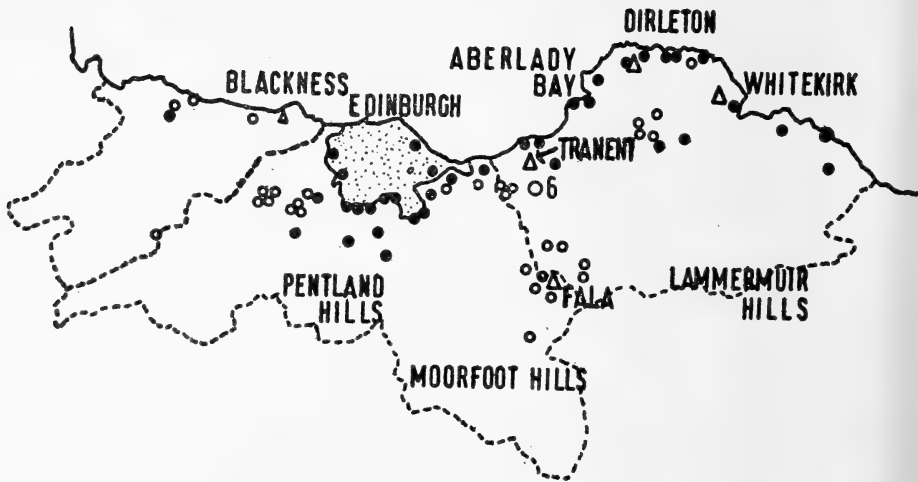 DIRLETON
ABERLADY
BAY
BLACKNESS
WHITEKIRK
EDINBURGH
TRANENT
6
PENTLAND
HILLS
FALA
LAMMERMUIR
HILLS
MOORFOOT HILLS